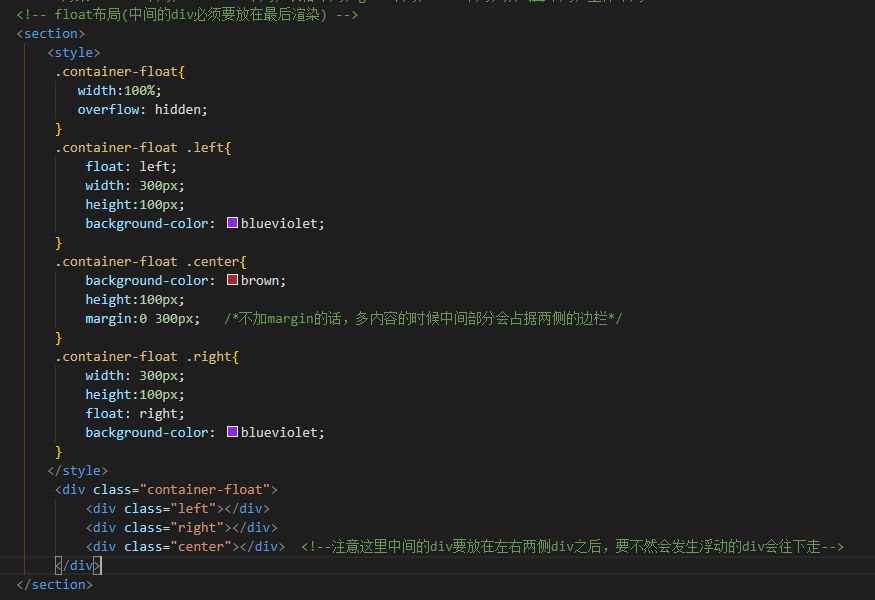 <!-- float布局(中间的div必须要放在最后渲染) -->
<section>
<style>
.container-float{
width:100%;
overflow: hidden;
}
.container-float .left{
float: left;
width: 300px;
height:100px;
background-color: blueviolet;
}
.container-float .center{
background-color: brown;
height:100px;
margin:0 300px; /*不加margin的话，多内容的时候中间部分会占据两侧的边栏*/
}
.container-float .right{
width: 300px;
height:100px;
float: right;
background-color: blueviolet;
}
</style>
<div class="container-float">
<div class="left"></div>
<div class="right"></div>
<div class="center"></div> <!--注意这里中间的div要放在左右两侧div之后，要不然会发生浮动的div会往下走-->
</div>
</section>